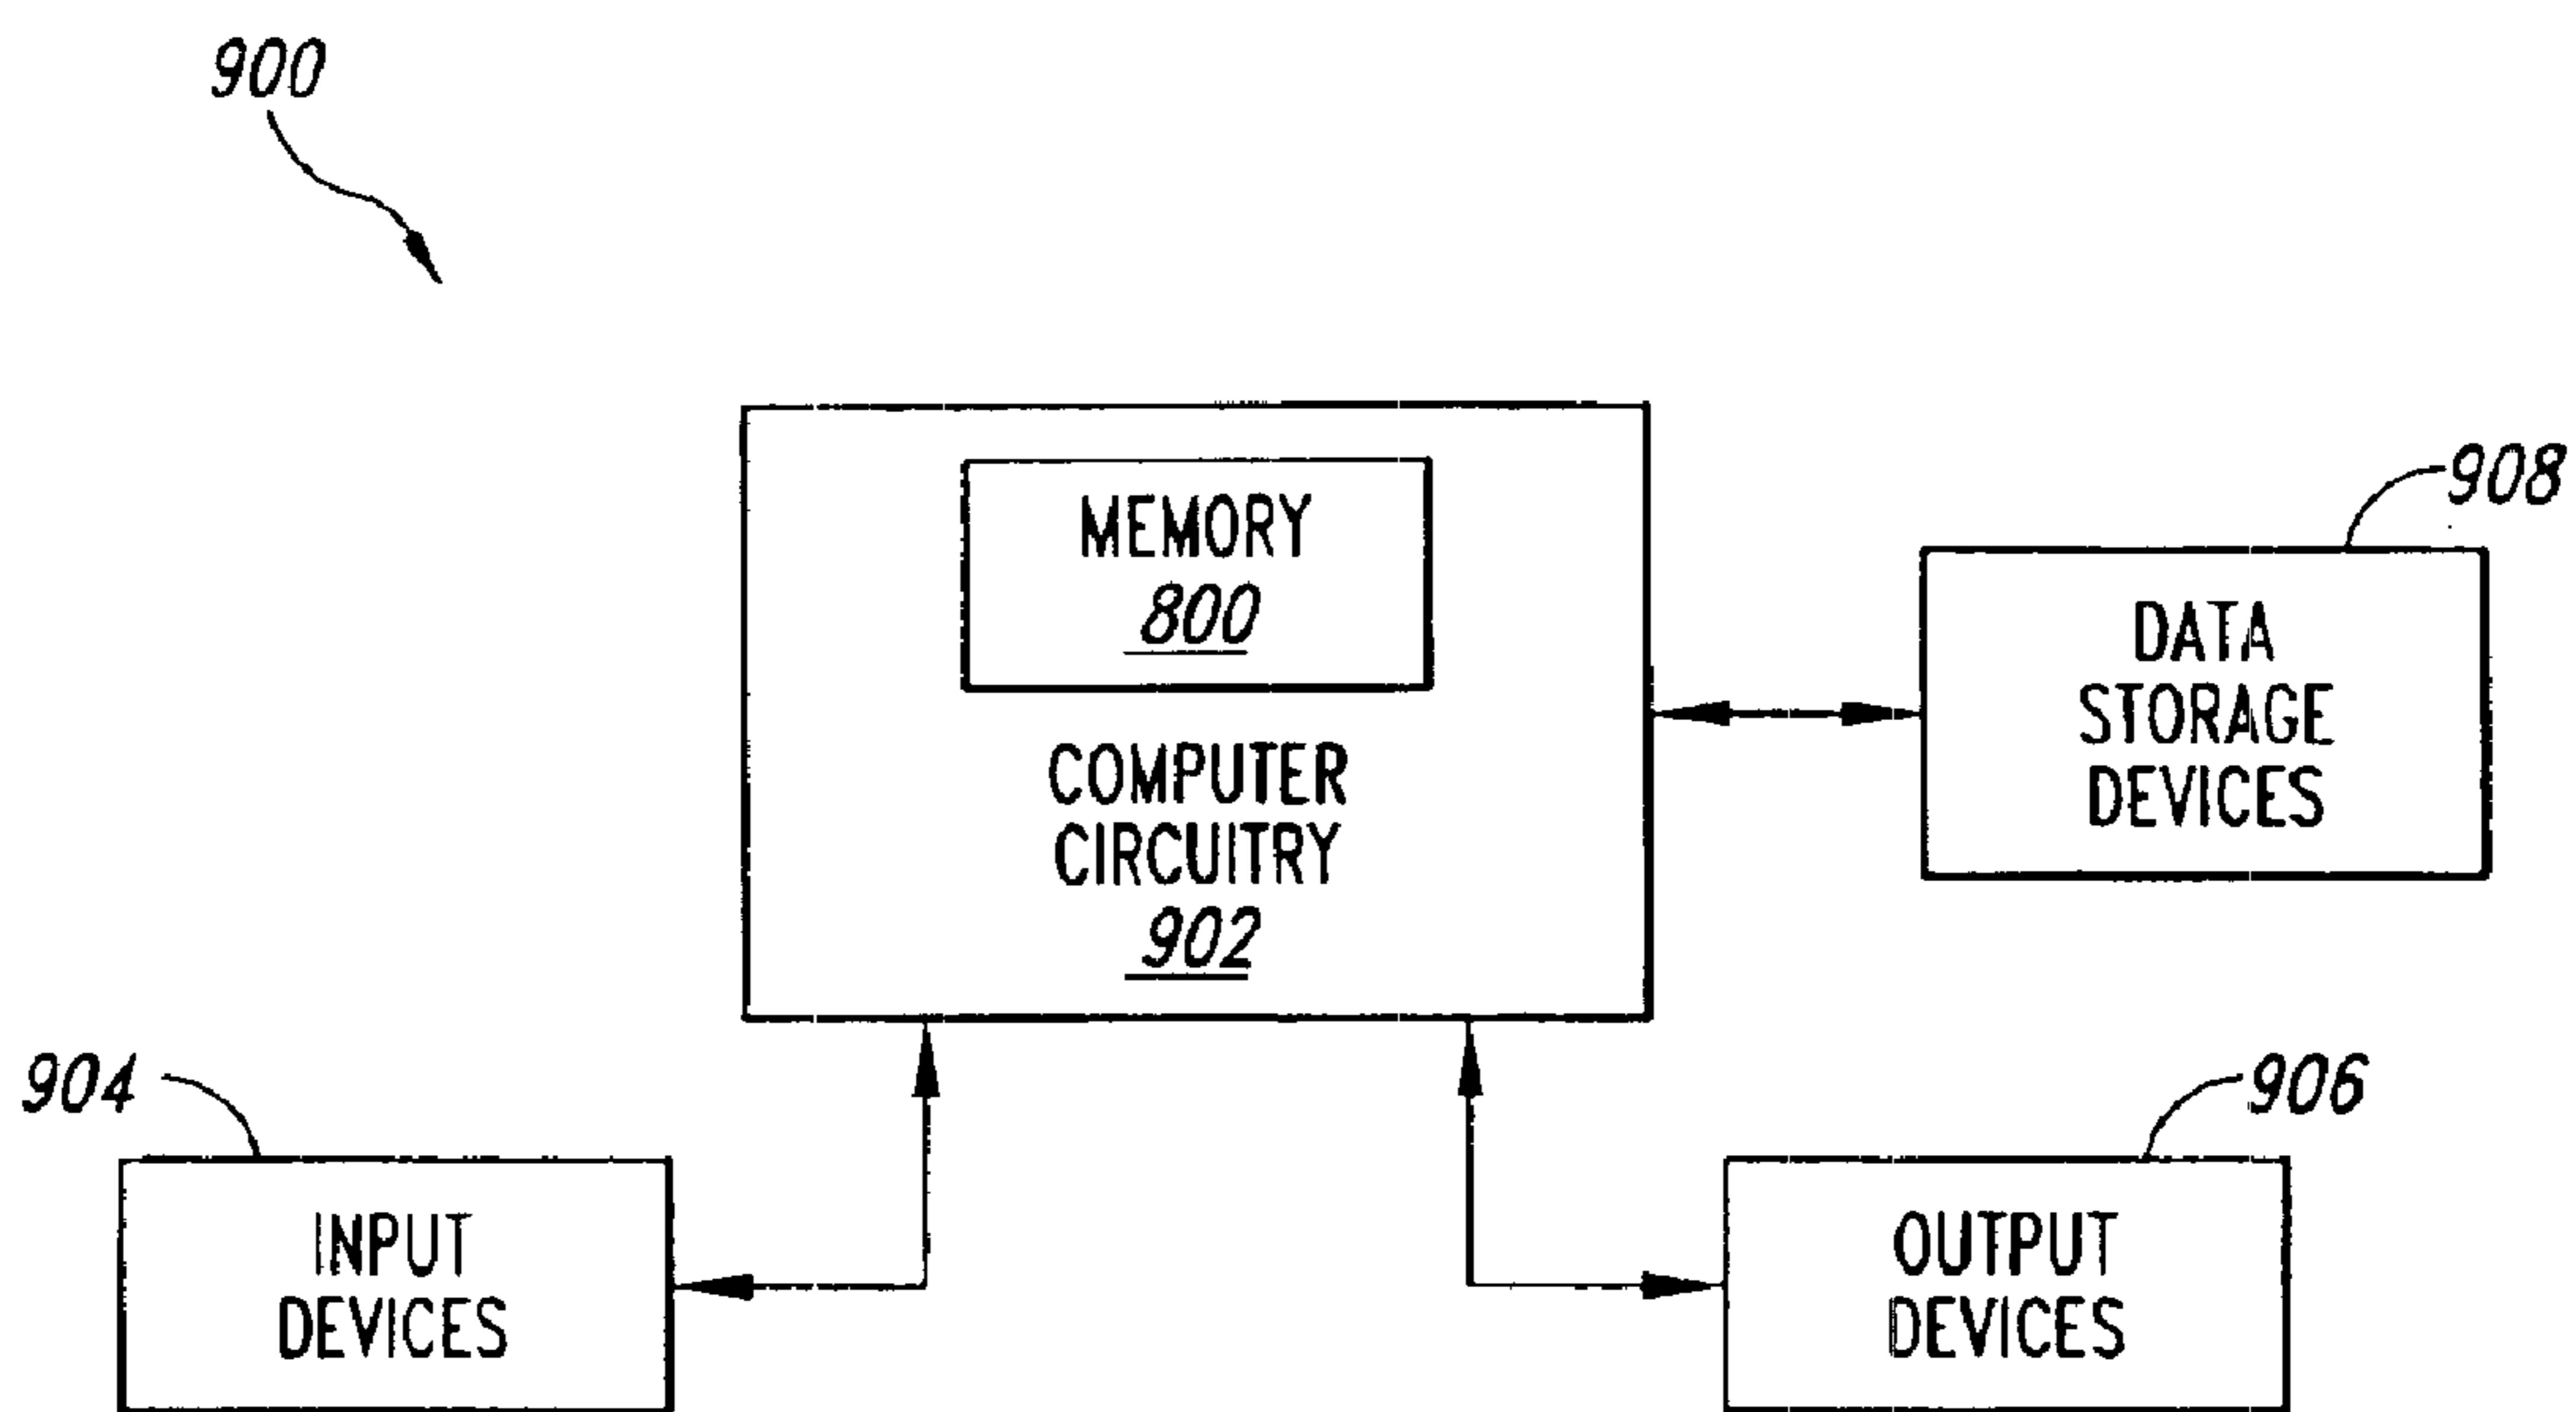 900
MEMORY
800
COMPUTER
CIRCUITRY
902
908
DATA
STORAGE
DEVICES
904
INPUT
DEVICES
906
OUTPUT
DEVICES